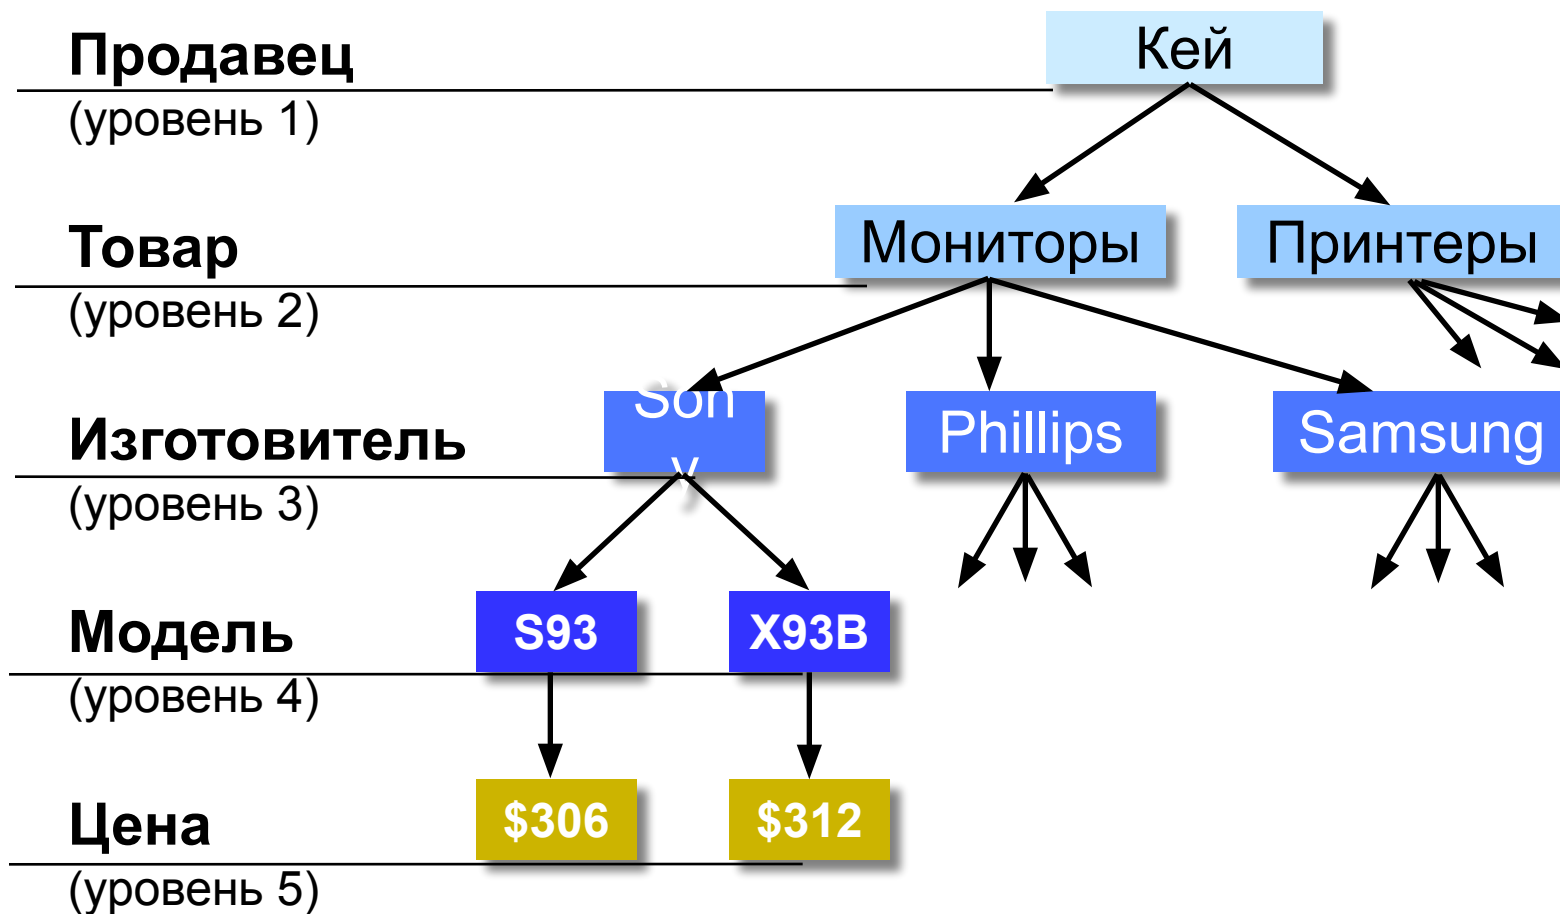 Продавец
Кей
(уровень 1)
Товар
Мониторы
Принтеры
(уровень 2)
Изготовитель
Son
y
Phillips
Samsung
(уровень 3)
Модель
S93
X93B
(уровень 4)
Цена
$306
$312
(уровень 5)